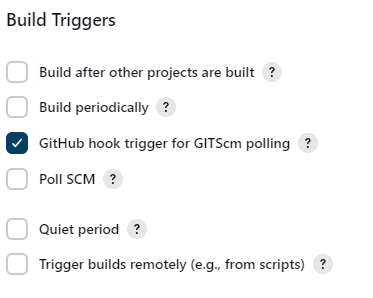 Build Triggers
Build after other projects are built ?
Build periodically ?
GitHub hook trigger for GITScm polling ?
Poll SCM ?
Quiet period ?
Trigger builds remotely (e.g., from scripts) ?